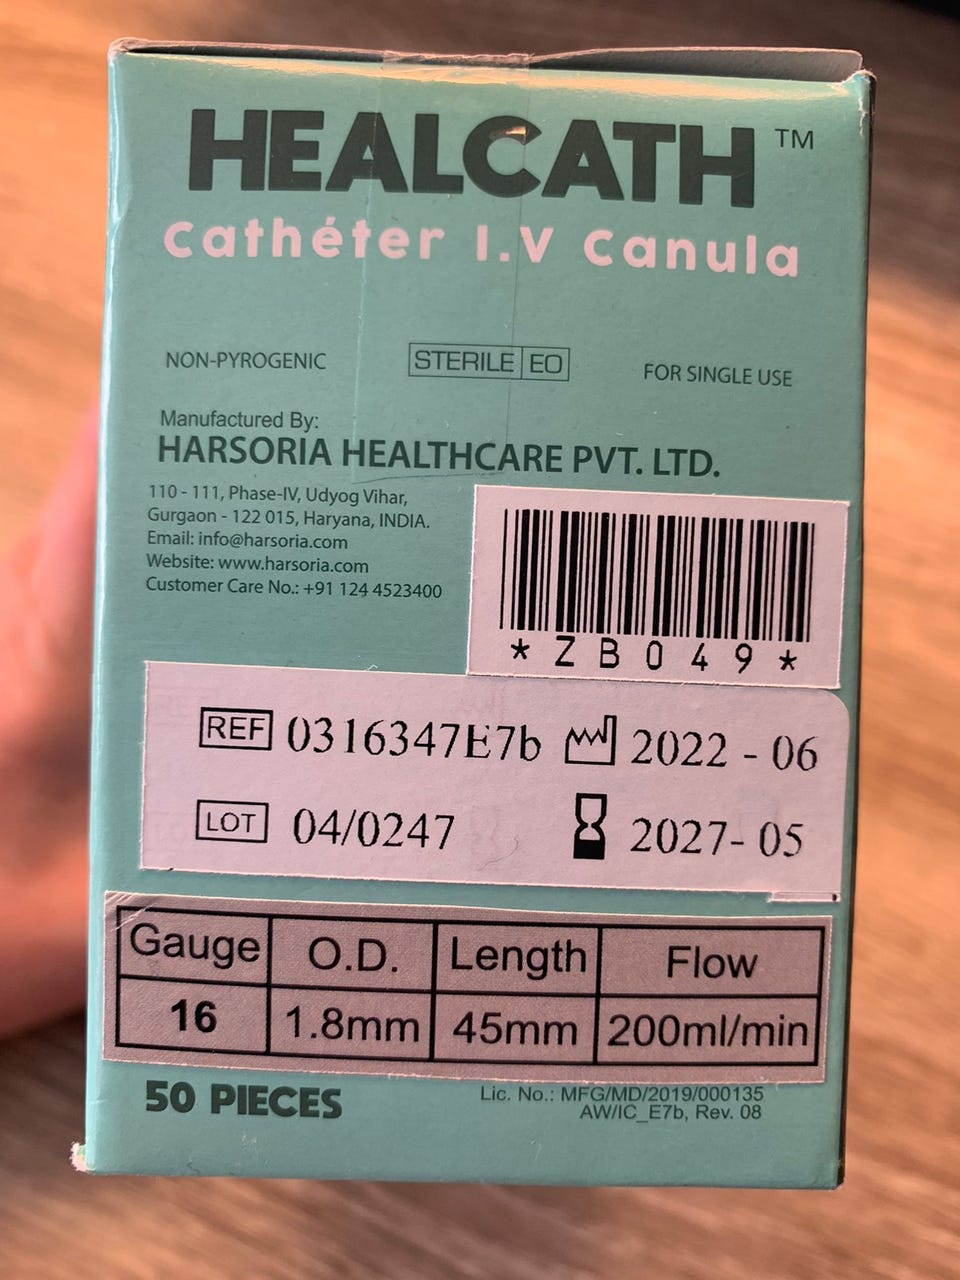 HEALCATH ™
Cathéter I.V Canula
NON-PYROGENIC STERILE EO FOR SINGLE USE
Manufactured By:
HARSORIA HEALTHCARE PVT. LTD.
110 - 111, Phase-IV, Udyog Vihar,
Gurgaon - 122 015, Haryana, INDIA.
Email: info@harsoria.com
Website: www.harsoria.com
Customer Care No.: +91 124 4523400
*ZB049*
REF 0316347E7b 2022 - 06
LOT 04/0247 2027- 05
Gauge O.D. Length Flow
16 1.8mm 45mm 200ml/min
50 PIECES
Lic. No.: MFG/MD/2019/000135
AW/IC_E7b, Rev. 08